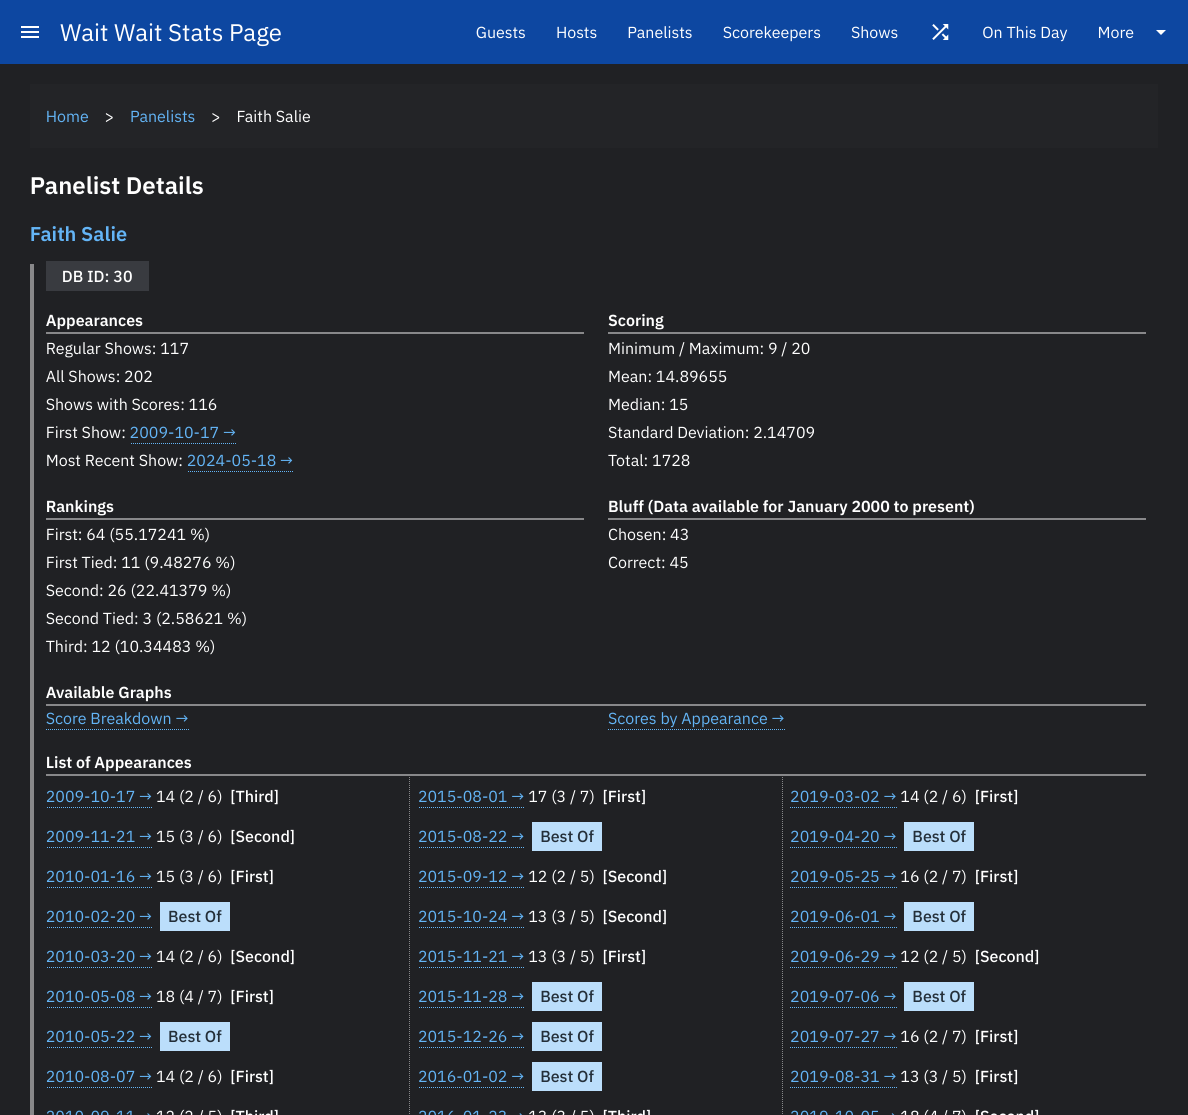 Wait Wait Stats Page
Guests Hosts Panelists Scorekeepers Shows On This Day More
Home > Panelists > Faith Salie
Panelist Details
Faith Salie
DB ID: 30
Appearances
Regular Shows: 117
All Shows: 202
Shows with Scores: 116
First Show: 2009-10-17 →
Most Recent Show: 2024-05-18 →
Scoring
Minimum / Maximum: 9 / 20
Mean: 14.89655
Median: 15
Standard Deviation: 2.14709
Total: 1728
Rankings
First: 64 (55.17241 %)
First Tied: 11 (9.48276 %)
Second: 26 (22.41379 %)
Second Tied: 3 (2.58621 %)
Third: 12 (10.34483 %)
Bluff (Data available for January 2000 to present)
Chosen: 43
Correct: 45
Available Graphs
Score Breakdown →
Scores by Appearance →
List of Appearances
2009-10-17 → 14 (2 / 6) [Third]
2009-11-21 → 15 (3 / 6) [Second]
2010-01-16 → 15 (3 / 6) [First]
2010-02-20 → Best Of
2010-03-20 → 14 (2 / 6) [Second]
2010-05-08 → 18 (4 / 7) [First]
2010-05-22 → Best Of
2010-08-07 → 14 (2 / 6) [First]
2015-08-01 → 17 (3 / 7) [First]
2015-08-22 → Best Of
2015-09-12 → 12 (2 / 5) [Second]
2015-10-24 → 13 (3 / 5) [Second]
2015-11-21 → 13 (3 / 5) [First]
2015-11-28 → Best Of
2015-12-26 → Best Of
2016-01-02 → Best Of
2019-03-02 → 14 (2 / 6) [First]
2019-04-20 → Best Of
2019-05-25 → 16 (2 / 7) [First]
2019-06-01 → Best Of
2019-06-29 → 12 (2 / 5) [Second]
2019-07-06 → Best Of
2019-07-27 → 16 (2 / 7) [First]
2019-08-31 → 13 (3 / 5) [First]